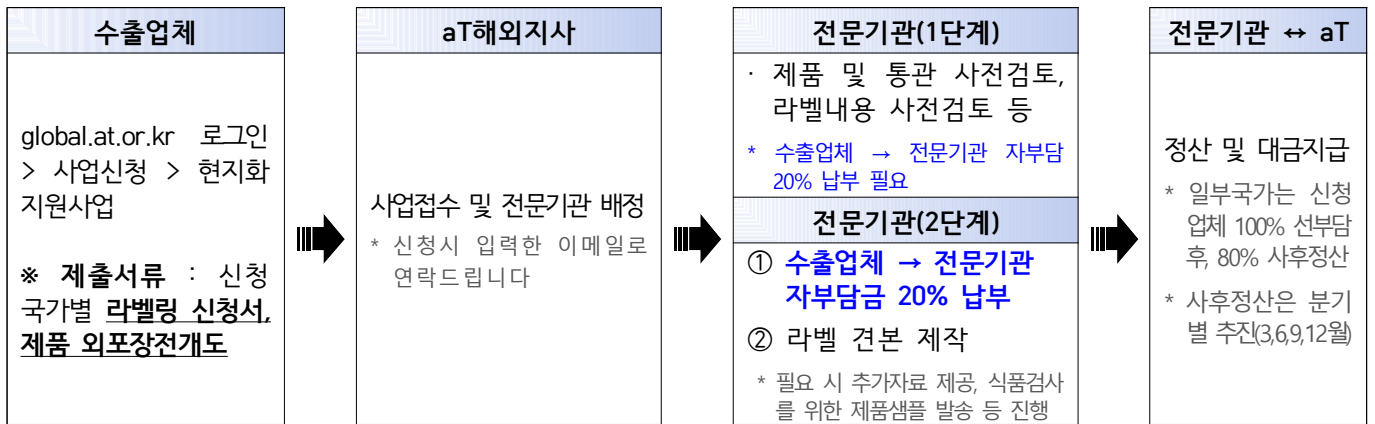 수출업체
global.at.or.kr 로그인
> 사업신청 > 현지화
지원사업
※ 제출서류 : 신청
국가별 라벨링 신청서,
제품 외포장전개도
aT해외지사
사업접수 및 전문기관 배정
* 신청시 입력한 이메일로
연락드립니다
전문기관(1단계)
· 제품 및 통관 사전검토,
라벨내용 사전검토 등
* 수출업체 → 전문기관 자부담
20% 납부 필요
전문기관(2단계)
① 수출업체 → 전문기관
자부담금 20% 납부
② 라벨 견본 제작
* 필요 시 추가자료 제공, 식품검사
를 위한 제품샘플 발송 등 진행
전문기관 ↔ aT
정산 및 대금지급
* 일부국가는 신청
업체 100% 선부담
후, 80% 사후정산
* 사후정산은 분기
별 추진(3,6,9,12월)